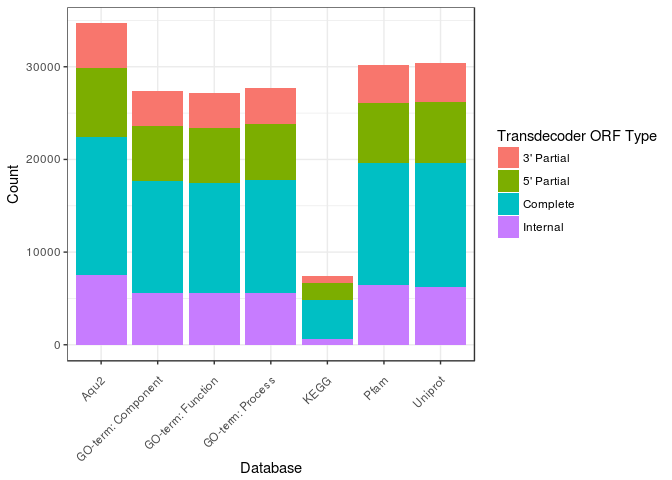 Count
30000
20000
10000
0
Aqu2
GO-term: Component
GO-term: Function
GO-term: Process
KEGG
Pfam
Uniprot
Database
Transdecoder ORF Type
3' Partial
5' Partial
Complete
Internal